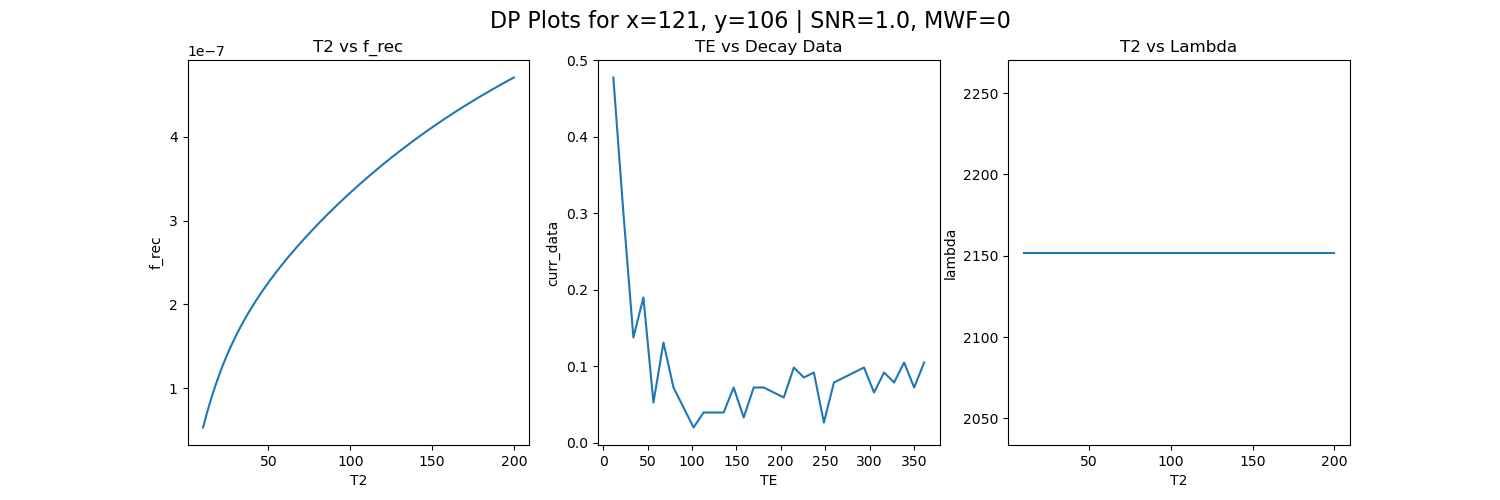 DP Plots for x=121, y=106 | SNR=1.0, MWF=0
T2 vs f_rec
1e−7
4
3
2
1
f_rec
50 100 150 200
T2
TE vs Decay Data
0.5
0.4
0.3
0.2
0.1
0.0
curr_data
0 50 100 150 200 250 300 350
TE
T2 vs Lambda
2250
2200
2150
2100
2050
lambda
50 100 150 200
T2